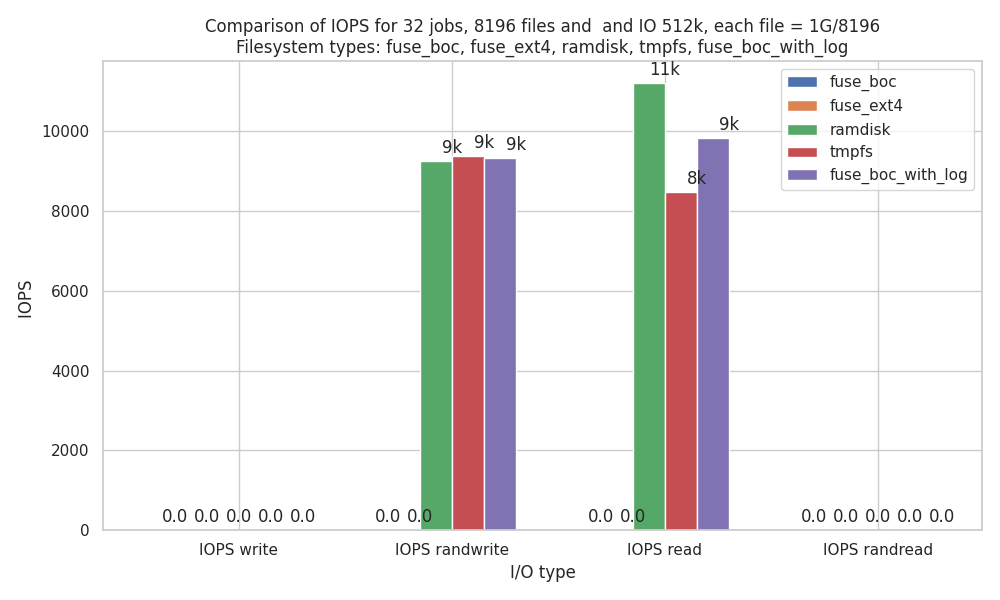 Comparison of IOPS for 32 jobs, 8196 files and  and IO 512k, each file = 1G/8196
Filesystem types: fuse_boc, fuse_ext4, ramdisk, tmpfs, fuse_boc_with_log
fuse_boc
fuse_ext4
ramdisk
tmpfs
fuse_boc_with_log
IOPS
10000
8000
6000
4000
2000
0
0.0 0.0 0.0 0.0 0.0
0.0 0.0 9k 9k 9k
0.0 0.0 11k 8k 9k
0.0 0.0 0.0 0.0 0.0
IOPS write
IOPS randwrite
IOPS read
IOPS randread
I/O type